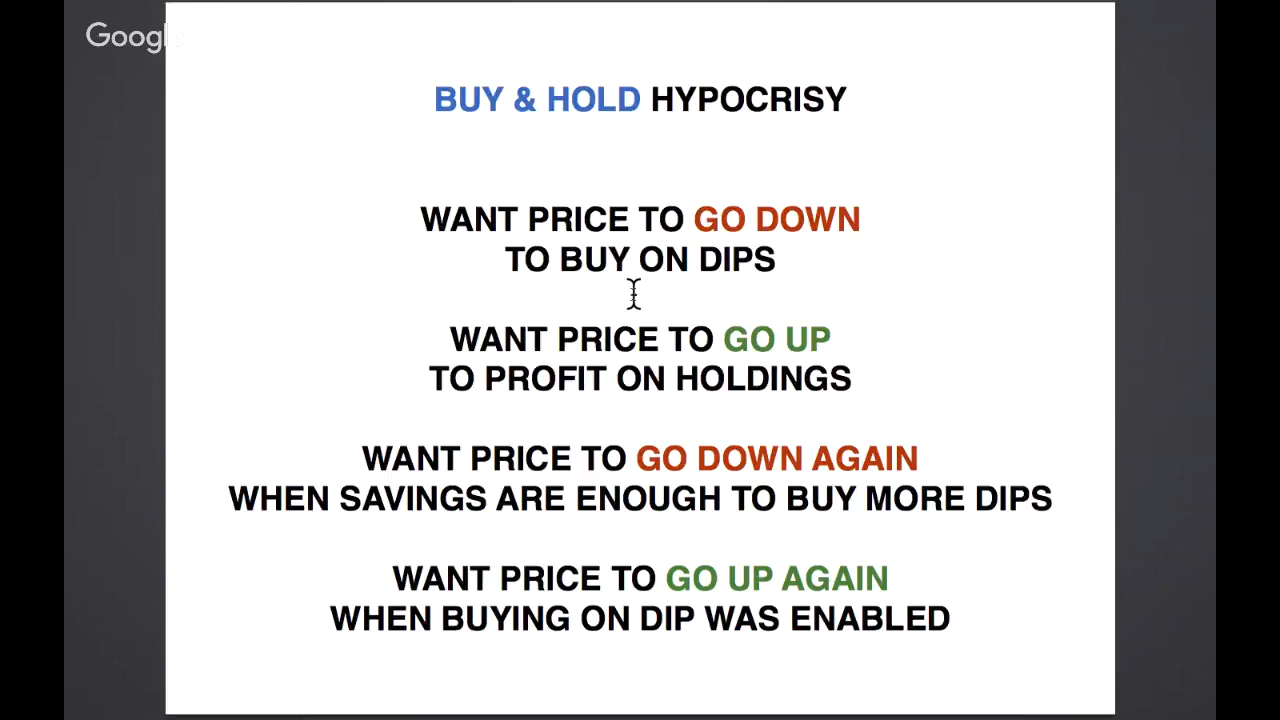 Google
BUY & HOLD HYPOCRISY
WANT PRICE TO GO DOWN
TO BUY ON DIPS
WANT PRICE TO GO UP
TO PROFIT ON HOLDINGS
WANT PRICE TO GO DOWN AGAIN
WHEN SAVINGS ARE ENOUGH TO BUY MORE DIPS
WANT PRICE TO GO UP AGAIN
WHEN BUYING ON DIP WAS ENABLED